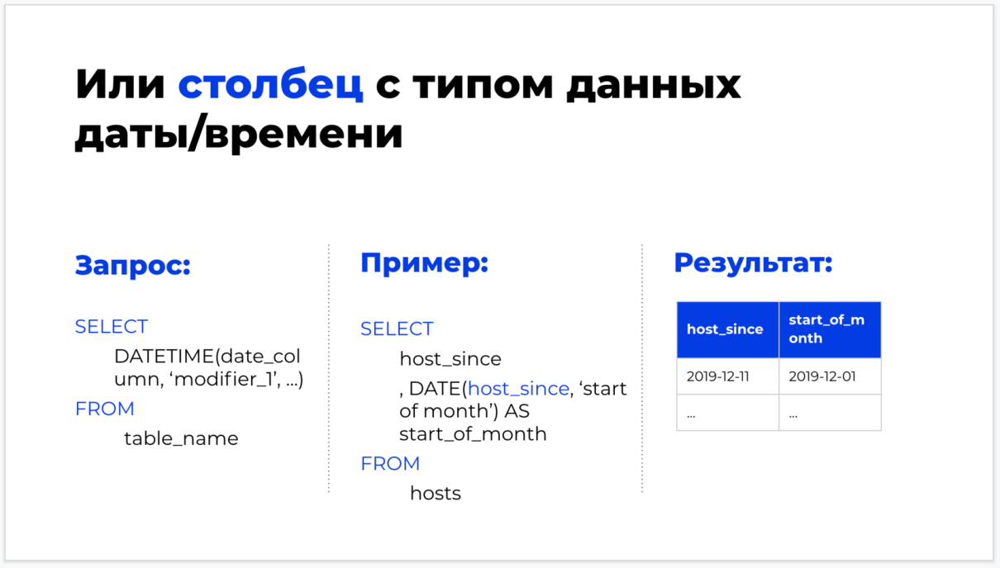 Или столбец с типом данных
даты/времени
Запрос:
SELECT
DATETIME(date_col
umn, ‘modifier_1’, ...)
FROM
table_name
Пример:
SELECT
host_since
, DATE(host_since, ‘start
of month’) AS
start_of_month
FROM
hosts
Результат:
host_since
start_of_m
onth
2019-12-11
2019-12-01
...
...